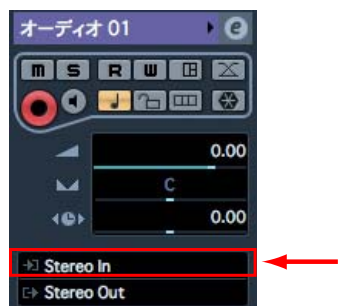 オーディオ 01 e
m S R W
0.00
C
0.00
Stereo In
Stereo Out